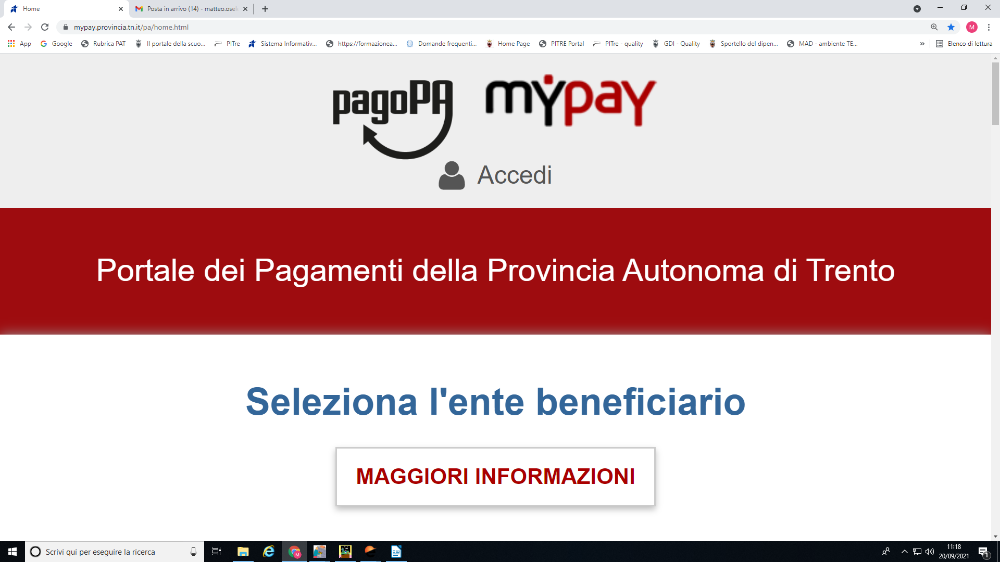 Home
Posta in arrivo (14) - matteo.osele
mypay.provincia.tn.it/pa/home.html
M
App
Google
Rubrica PAT
Il portale della scuo...
PITre
Sistema Informativ...
https://formazionea...
Domande frequenti...
Home Page
PITRE Portal
PITre - quality
GDI - Quality
Sportello del dipen...
MAD - ambiente TE...
»
Elenco di lettura
pagoPA
mypay
Accedi
Portale dei Pagamenti della Provincia Autonoma di Trento
Seleziona l'ente beneficiario
MAGGIORI INFORMAZIONI
Scrivi qui per eseguire la ricerca
M
11:18
20/09/2021
1